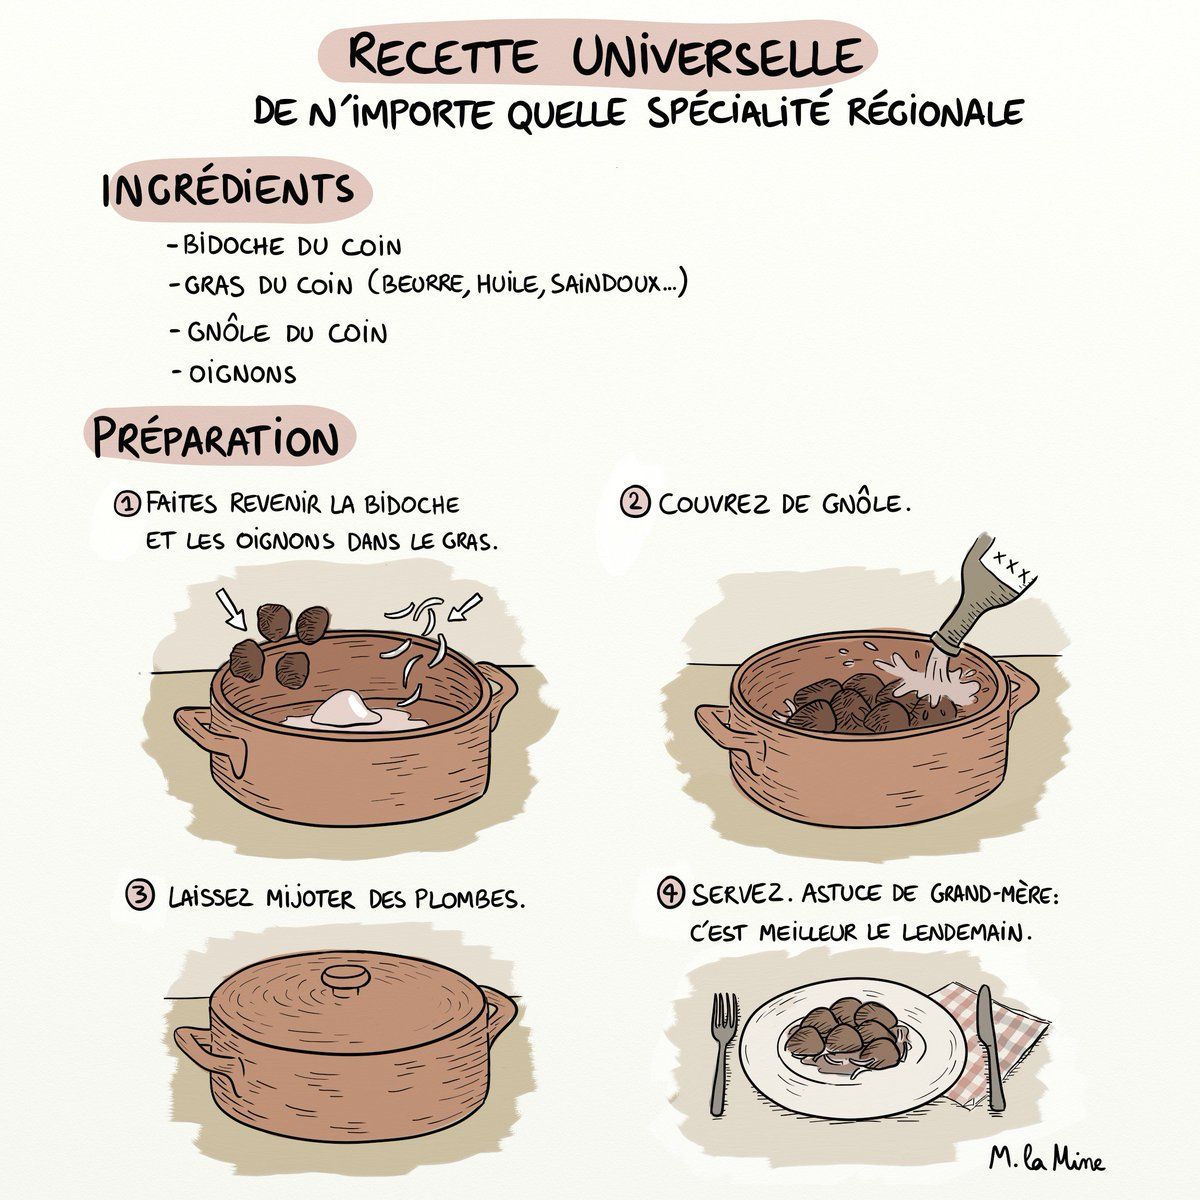 RECETTE UNIVERSELLE
DE N'IMPORTE QUELLE SPÉCIALITÉ RÉGIONALE
INGRÉDIENTS
- BIDOCHE DU COIN
- GRAS DU COIN (BEURRE, HUILE, SAINDOUX...)
- GNÔLE DU COIN
- OIGNONS
PRÉPARATION
1 FAITES REVENIR LA BIDOCHE
ET LES OIGNONS DANS LE GRAS.
2 COUVREZ DE GNÔLE.
XXX
3 LAISSEZ MIJOTER DES PLOMBES.
4 SERVEZ. ASTUCE DE GRAND-MÈRE:
C'EST MEILLEUR LE LENDEMAIN.
M. la Mine